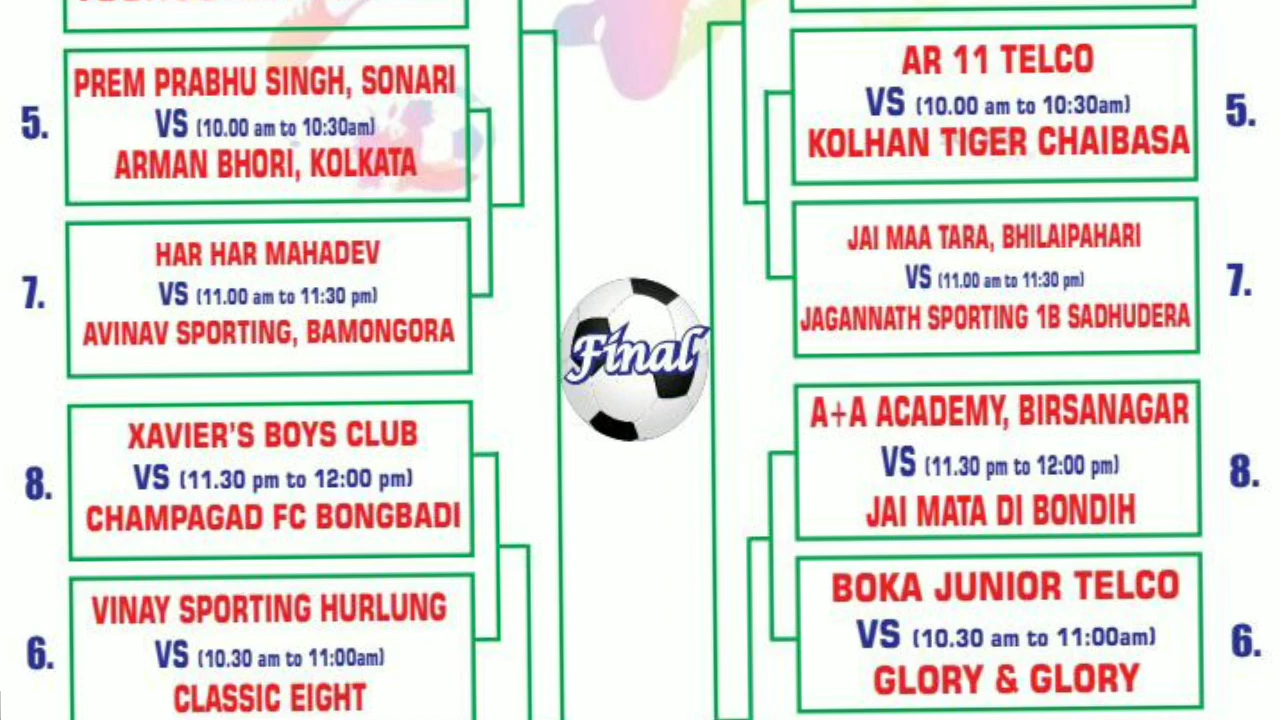 5.
PREM PRABHU SINGH, SONARI
VS (10.00 am to 10:30am)
ARMAN BHORI, KOLKATA
7.
HAR HAR MAHADEV
VS (11.00 am to 11:30 pm)
AVINAV SPORTING, BAMONGORA
8.
XAVIER'S BOYS CLUB
VS (11.30 pm to 12:00 pm)
CHAMPAGAD FC BONGBADI
6.
VINAY SPORTING HURLUNG
VS (10.30 am to 11:00am)
CLASSIC EIGHT
Final
AR 11 TELCO
VS (10.00 am to 10:30am)
KOLHAN TIGER CHAIBASA
5.
JAI MAA TARA, BHILAIPAHARI
VS (11.00 am to 11:30 pm)
JAGANNATH SPORTING 1B SADHUDERA
7.
A+A ACADEMY, BIRSANAGAR
VS (11.30 pm to 12:00 pm)
JAI MATA DI BONDIH
8.
BOKA JUNIOR TELCO
VS (10.30 am to 11:00am)
GLORY & GLORY
6.